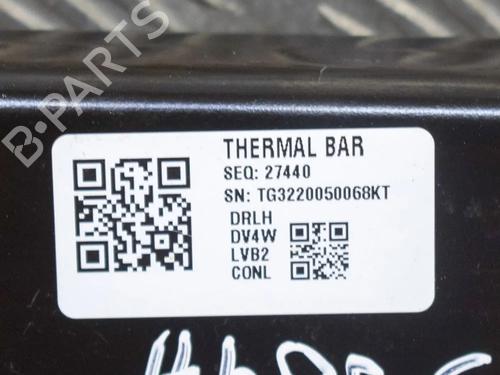 B·PARTS
THERMAL BAR
SEQ: 27440
SN: TG3220050068KT
DRLH
DV4W
LVB2
CONL